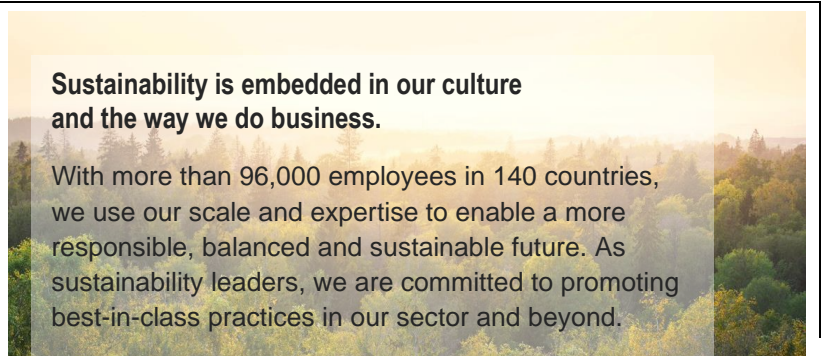 Sustainability is embedded in our culture
and the way we do business.
With more than 96,000 employees in 140 countries,
we use our scale and expertise to enable a more
responsible, balanced and sustainable future. As
sustainability leaders, we are committed to promoting
best-in-class practices in our sector and beyond.